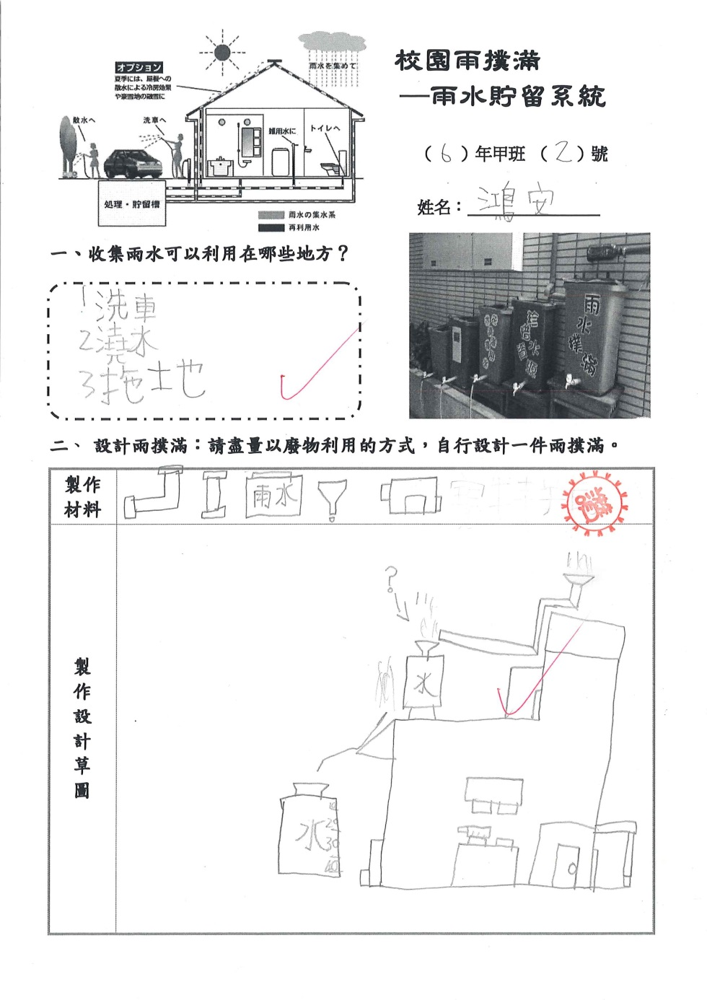 オプション
夏季には、屋根への
散水による冷房効果
や豪雪地の融雪に
雨水を集めて
散水へ
洗車へ
雑用水に
トイレへ
処理・貯留槽
雨水の集水系
再利用水
校園雨撲滿
—雨水貯留系統
（6）年甲班（2）號
姓名：鴻安
一、收集雨水可以利用在哪些地方？
1洗車
2澆水
3拖土地
雨水撲滿
二、 設計雨撲滿：請盡量以廢物利用的方式，自行設計一件雨撲滿。
製作
材料
雨水
製作設計草圖
?
水
水
10
20
30
40